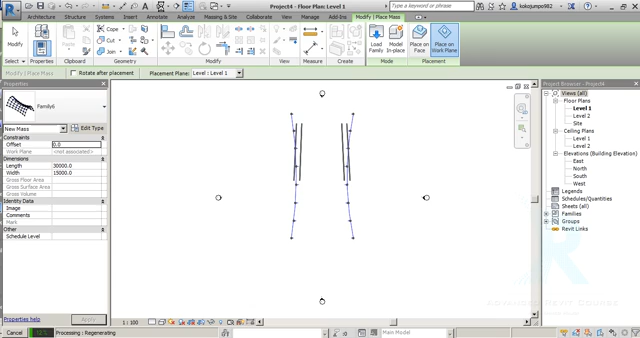 Project4 - Floor Plan: Level 1
Type a keyword or phrase
kokojumpo982
Architecture Structure Systems Insert Annotate Analyze Massing & Site Collaborate View Manage Add-Ins Modify | Place Mass
Modify
Properties
Paste
Cope
Cut
Join
Load Family
Model In-place
Place on Face
Place on Work Plane
Select Properties Clipboard Geometry Modify View Measure Create Mode Placement
Modify | Place Mass
Rotate after placement
Placement Plane: Level : Level 1
Properties
Family6
New Mass
Edit Type
Constraints
Offset 0.0
Work Plane <not associated>
Dimensions
Length 30000.0
Width 15000.0
Gross Floor Area
Gross Surface Area
Gross Volume
Identity Data
Image
Comments
Mark
Other
Schedule Level
Properties help
Apply
Project Browser - Project4
Views (all)
Floor Plans
Level 1
Level 2
Site
Ceiling Plans
Level 1
Level 2
Elevations (Building Elevation)
East
North
South
West
Legends
Schedules/Quantities
Sheets (all)
Families
Groups
Revit Links
Advanced Revit Course
1 : 100
Cancel
Processing : Regenerating
:0
Main Model